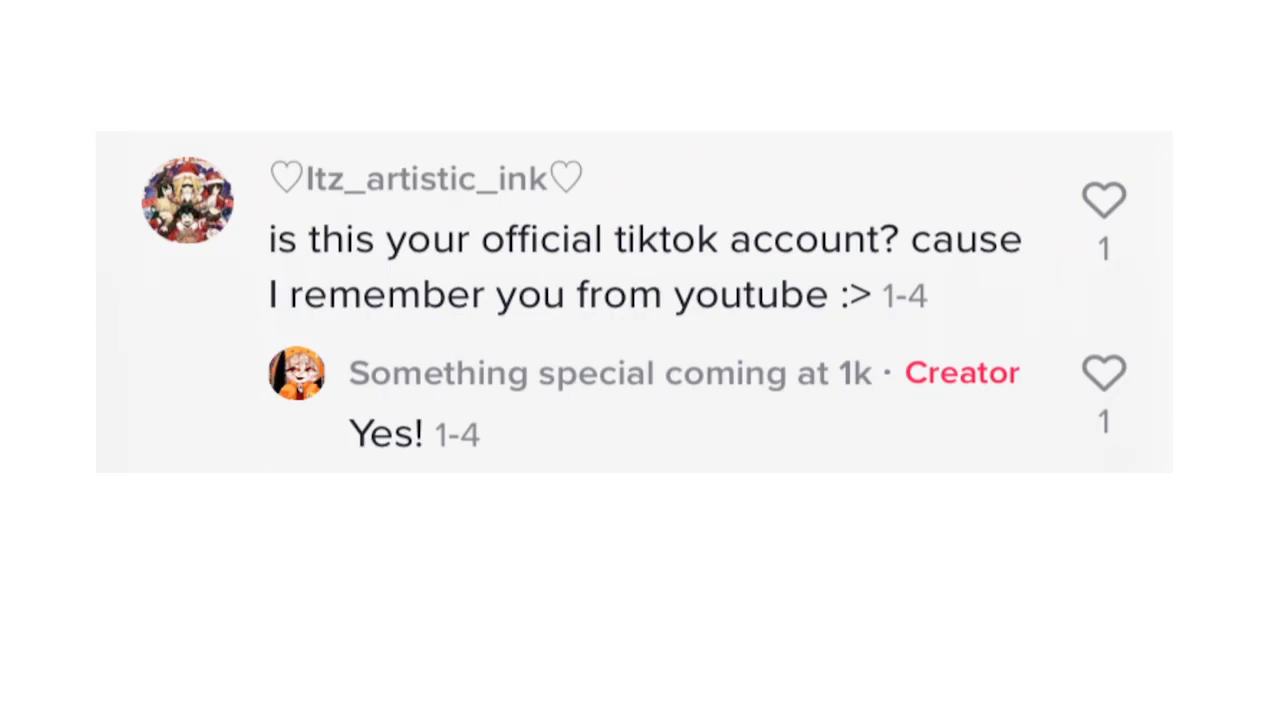 ♡Itz_artistic_ink♡
is this your official tiktok account? cause
I remember you from youtube :> 1-4
1
Something special coming at 1k · Creator
Yes! 1-4
1